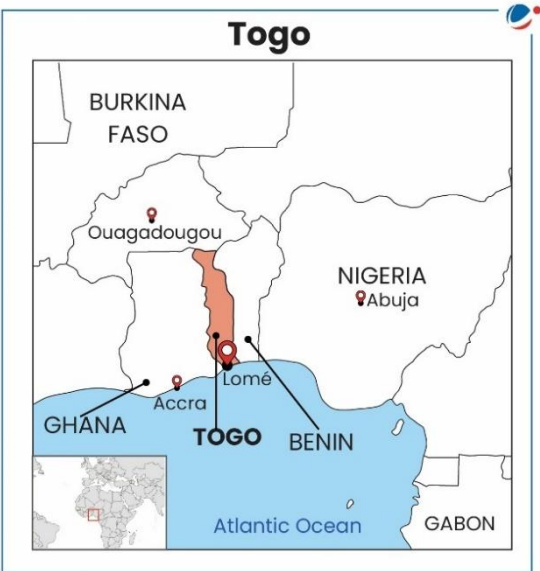 Togo
BURKINA
FASO
Ouagadougou
NIGERIA
Abuja
Lomé
Accra
GHANA
TOGO
BENIN
Atlantic Ocean
GABON